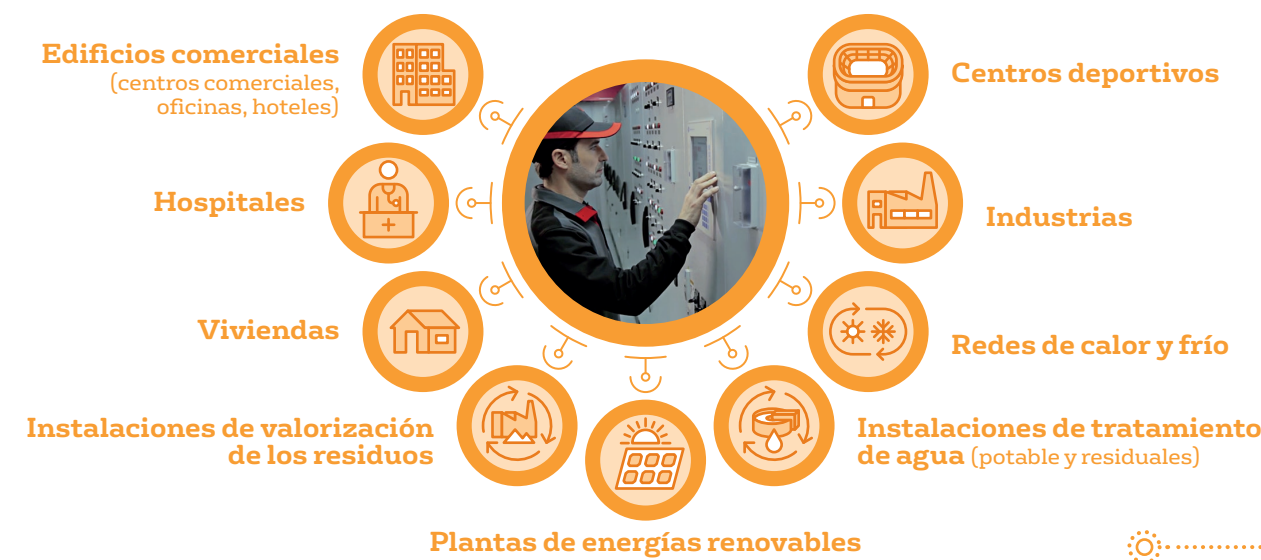 Edificios comerciales
(centros comerciales,
oficinas, hoteles)
Hospitales
Viviendas
Instalaciones de valorización
de los residuos
Plantas de energías renovables
Centros deportivos
Industrias
Redes de calor y frío
Instalaciones de tratamiento
de agua (potable y residuales)